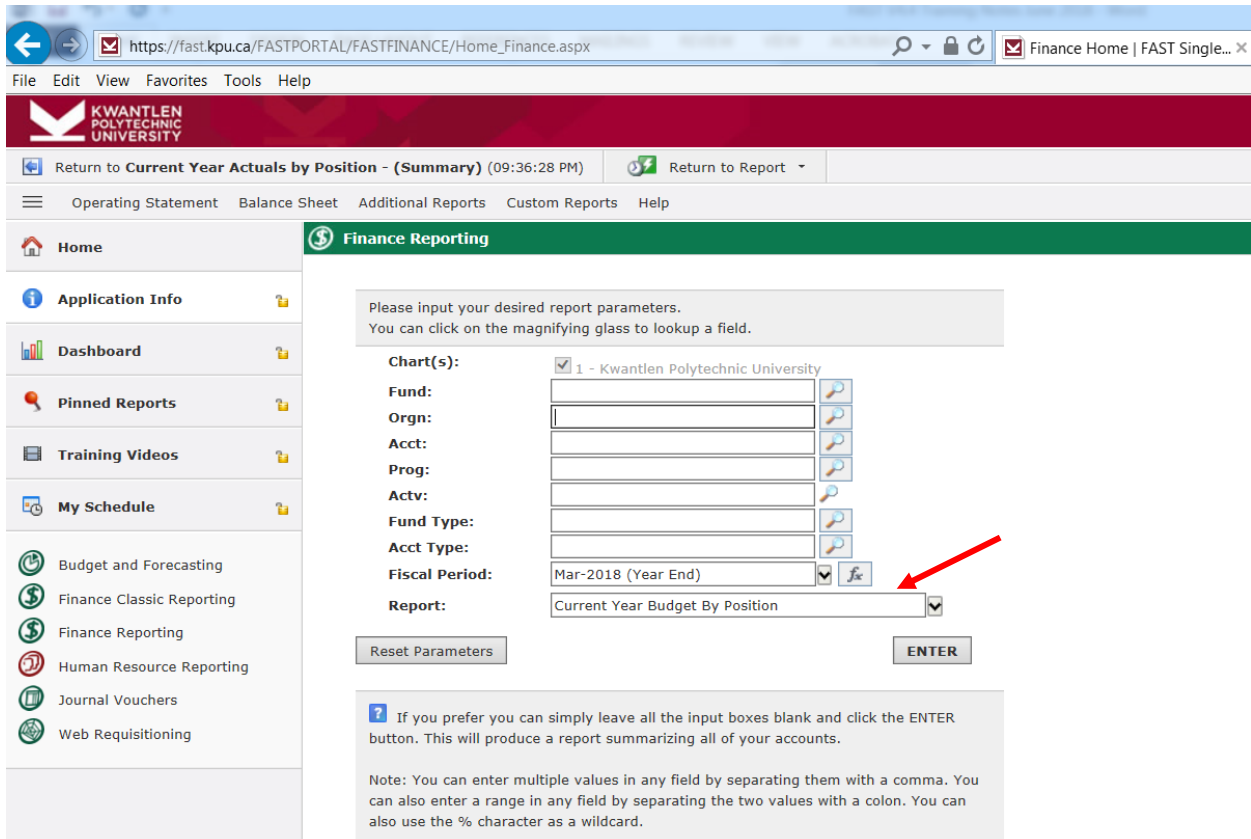 https://fast.kpu.ca/FASTPORTAL/FASTFINANCE/Home_Finance.aspx
Finance Home | FAST Single...
File Edit View Favorites Tools Help
KWANTLEN
POLYTECHNIC
UNIVERSITY
Return to Current Year Actuals by Position - (Summary) (09:36:28 PM) Return to Report
Operating Statement Balance Sheet Additional Reports Custom Reports Help
Home
Application Info
Dashboard
Pinned Reports
Training Videos
My Schedule
Budget and Forecasting
Finance Classic Reporting
Finance Reporting
Human Resource Reporting
Journal Vouchers
Web Requisitioning
Finance Reporting
Please input your desired report parameters.
You can click on the magnifying glass to lookup a field.
Chart(s): 1 - Kwantlen Polytechnic University
Fund:
Orgn:
Acct:
Prog:
Actv:
Fund Type:
Acct Type:
Fiscal Period: Mar-2018 (Year End) fx
Report: Current Year Budget By Position
Reset Parameters ENTER
? If you prefer you can simply leave all the input boxes blank and click the ENTER
button. This will produce a report summarizing all of your accounts.
Note: You can enter multiple values in any field by separating them with a comma. You
can also enter a range in any field by separating the two values with a colon. You can
also use the % character as a wildcard.